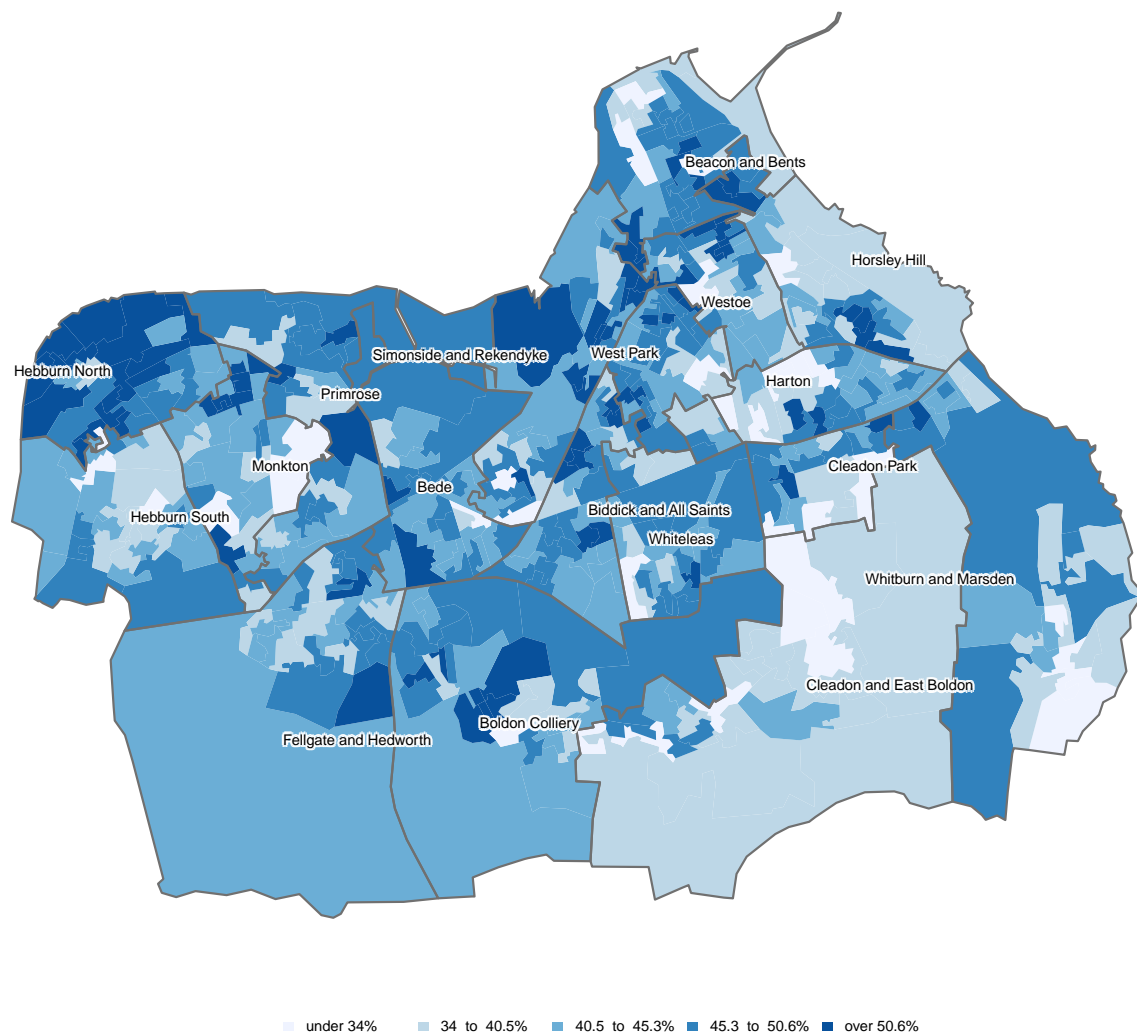 Beacon and Bents
Horsley Hill
Westoe
Simonside and Rekendyke
West Park
Hebburn North
Harton
Primrose
Monkton
Cleadon Park
Bede
Biddick and All Saints
Hebburn South
Whiteleas
Whitburn and Marsden
Cleadon and East Boldon
Boldon Colliery
Fellgate and Hedworth
under 34% 34 to 40.5% 40.5 to 45.3% 45.3 to 50.6% over 50.6%